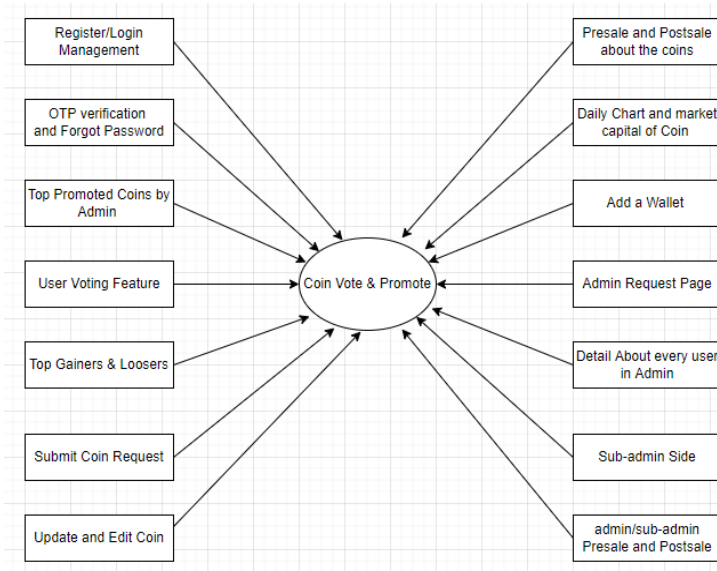 Register/Login
Management
OTP verification
and Forgot Password
Top Promoted Coins by
Admin
User Voting Feature
Top Gainers & Loosers
Submit Coin Request
Update and Edit Coin
Coin Vote & Promote
Presale and Postsale
about the coins
Daily Chart and market
capital of Coin
Add a Wallet
Admin Request Page
Detail About every user
in Admin
Sub-admin Side
admin/sub-admin
Presale and Postsale